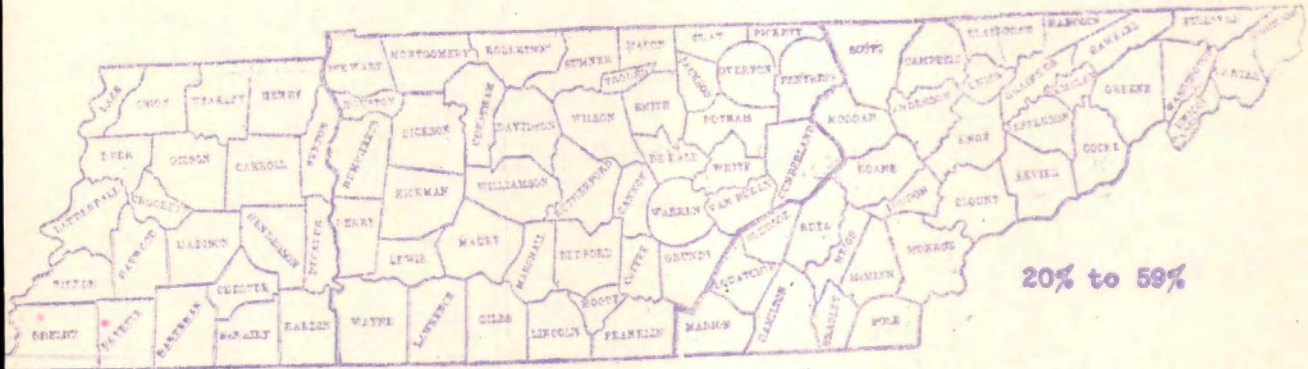 CLAY PICKETT
MONTGOMERY ROBERTSON SUMNER MACON SCOTT CAMPBELL CLAIBORNE HANCOCK HAWKINS SULLIVAN
STEWART TROUSDALE JACKSON OVERTON FENTRESS UNION GRAINGER GREENE WASHINGTON CARTER
LAKE OBION WEAKLEY HENRY HOUSTON CHEATHAM SMITH PUTNAM MORGAN ANDERSON
BENTON HUMPHREYS DICKSON DAVIDSON WILSON DE KALB WHITE CUMBERLAND KNOX JEFFERSON COCKE
DYER GIBSON CARROLL HICKMAN WILLIAMSON RUTHERFORD CANNON WARREN VAN BUREN ROANE LOUDON BLOUNT SEVIER
LAUDERDALE CROCKETT HENDERSON DECATUR PERRY RHEA
HAYWOOD MADISON LEWIS MAURY MARSHALL BEDFORD COFFEE GRUNDY MEIGS McMINN MONROE
TIPTON CHESTER MOORE
SHELBY FAYETTE HARDEMAN McNAIRY HARDIN WAYNE LAWRENCE GILES LINCOLN FRANKLIN MARION HAMILTON BRADLEY POLK
20% to 59%